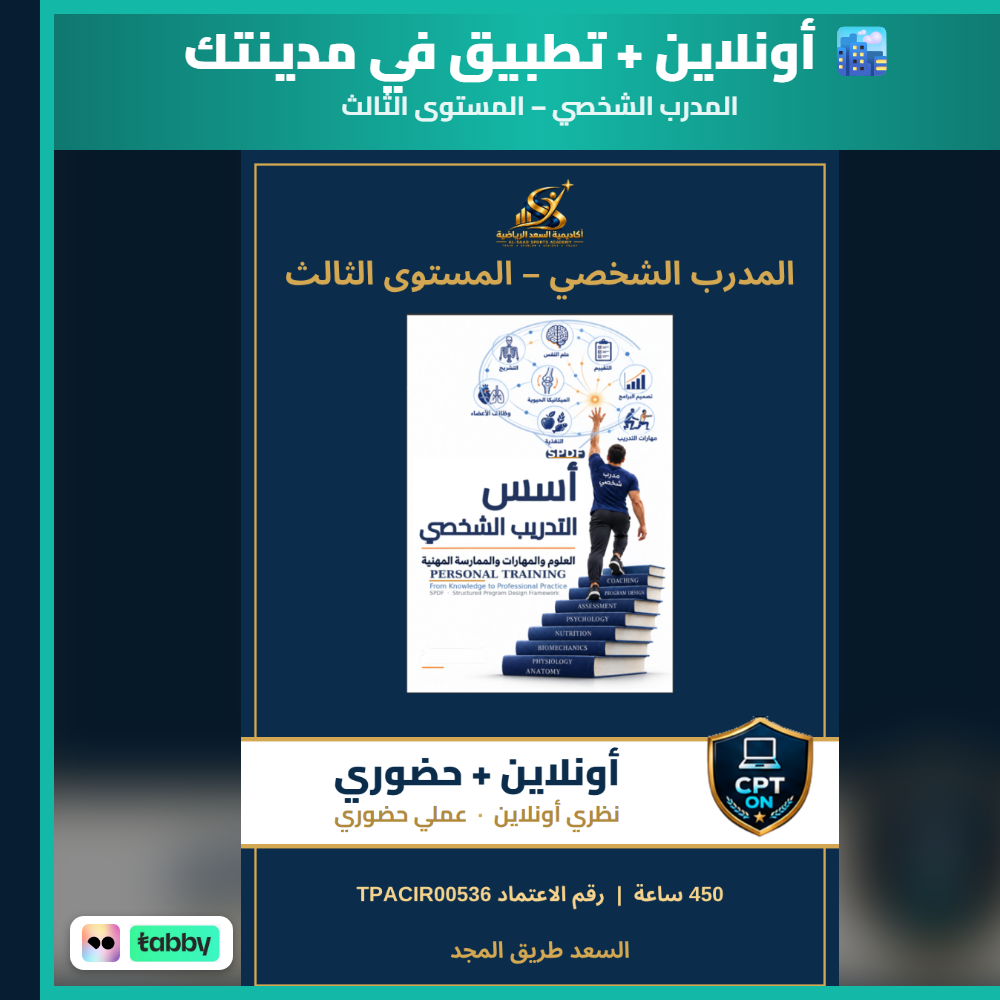 أونلاين + تطبيق في مدينتك
المدرب الشخصي – المستوى الثالث
أكاديمية السعد الرياضية
AL-SAAD SPORTS ACADEMY
المدرب الشخصي – المستوى الثالث
علم النفس
التشريح
التقييم
الميكانيكا الحيوية
تصميم البرامج
وظائف الأعضاء
التغذية
مهارات التدريب
SPDF
مدرب
شخصي
أسس
التدريب الشخصي
العلوم والمهارات والممارسة المهنية
PERSONAL TRAINING
From Knowledge to Professional Practice
SPDF - Structured Program Design Framework
COACHING
PROGRAM DESIGN
ASSESSMENT
PSYCHOLOGY
NUTRITION
BIOMECHANICS
PHYSIOLOGY
ANATOMY
أونلاين + حضوري
نظري أونلاين · عملي حضوري
CPT
ON
450 ساعة | رقم الاعتماد TPACIR00536
السعد طريق المجد
tabby